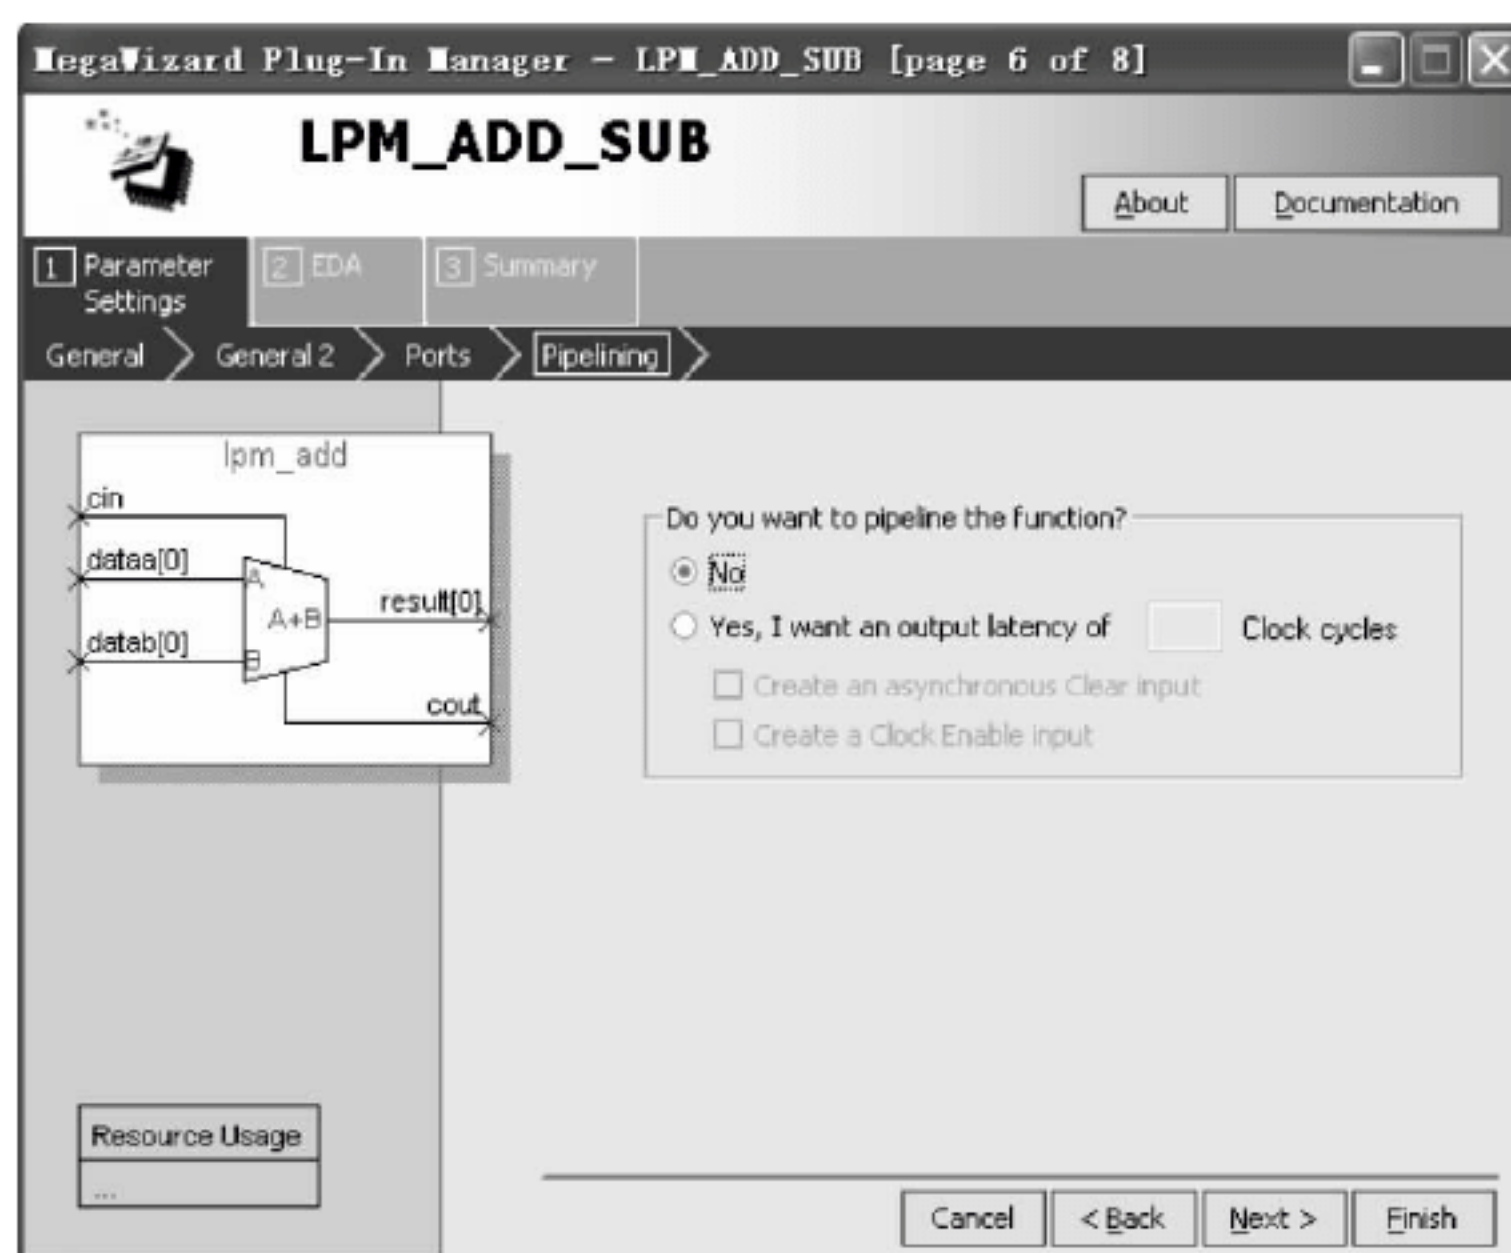 MegaWizard Plug-In Manager - LPM_ADD_SUB [page 6 of 8]
LPM_ADD_SUB
About
Documentation
1 Parameter Settings
2 EDA
3 Summary
General
General 2
Ports
Pipelining
lpm_add
cin
dataa[0]
A
A+B
result[0]
datab[0]
B
cout
Do you want to pipeline the function?
No
Yes, I want an output latency of
Clock cycles
Create an asynchronous Clear input
Create a Clock Enable input
Resource Usage
...
Cancel
< Back
Next >
Finish